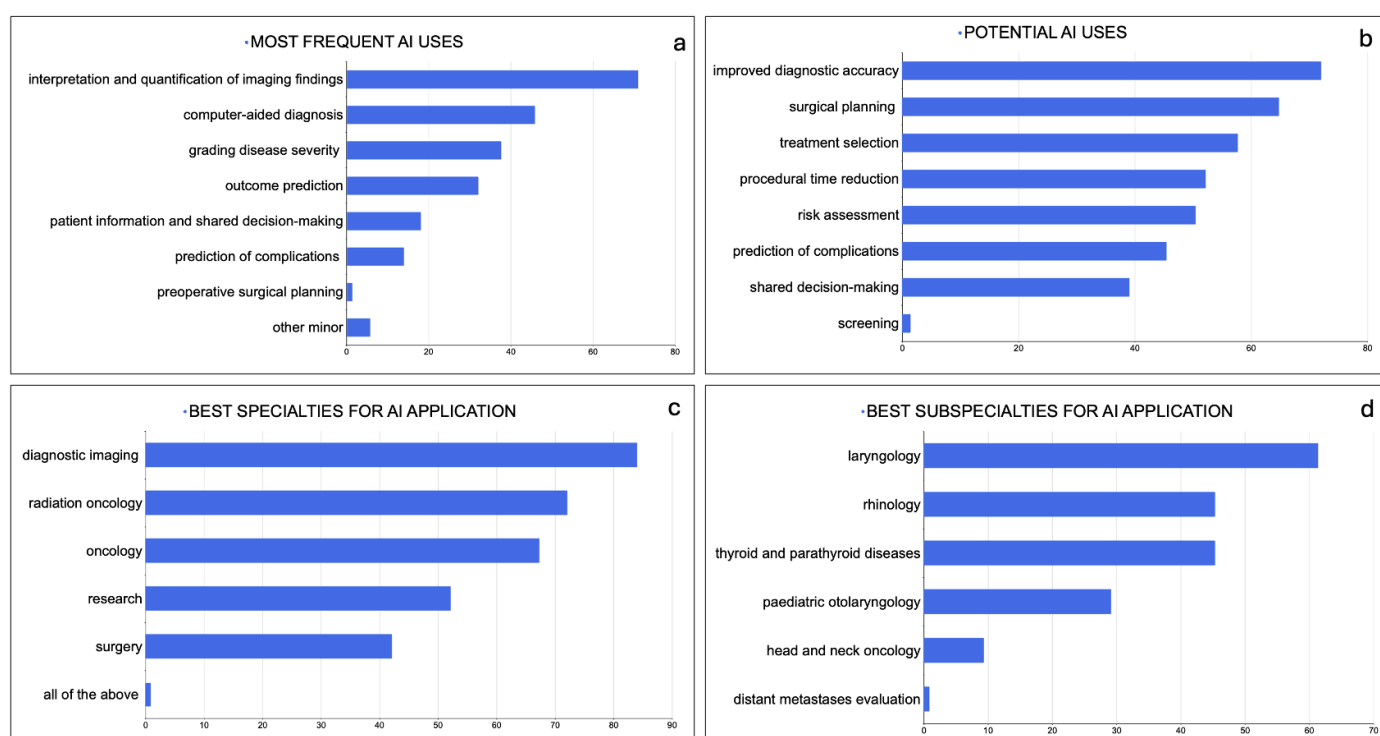 •MOST FREQUENT AI USES
a
interpretation and quantification of imaging findings
computer-aided diagnosis
grading disease severity
outcome prediction
patient information and shared decision-making
prediction of complications
preoperative surgical planning
other minor
0 20 40 60 80
•POTENTIAL AI USES
b
improved diagnostic accuracy
surgical planning
treatment selection
procedural time reduction
risk assessment
prediction of complications
shared decision-making
screening
0 20 40 60 80
•BEST SPECIALTIES FOR AI APPLICATION
c
diagnostic imaging
radiation oncology
oncology
research
surgery
all of the above
0 10 20 30 40 50 60 70 80 90
•BEST SUBSPECIALTIES FOR AI APPLICATION
d
laryngology
rhinology
thyroid and parathyroid diseases
paediatric otolaryngology
head and neck oncology
distant metastases evaluation
0 10 20 30 40 50 60 70